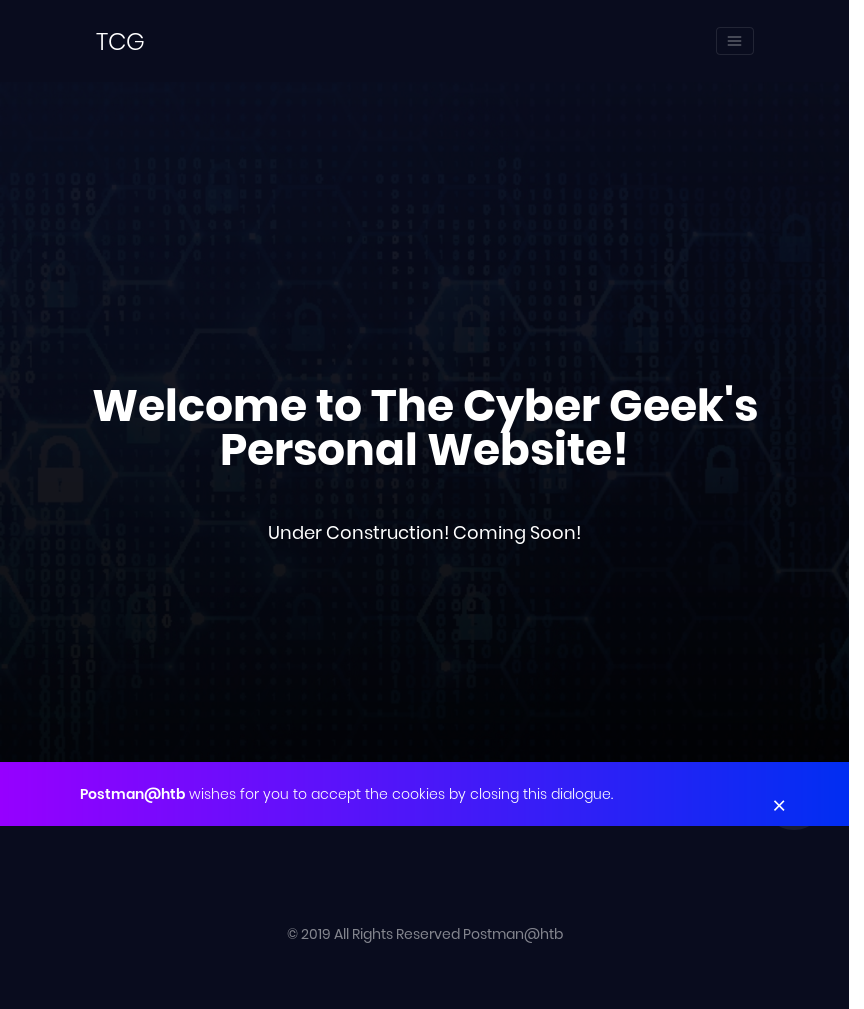 TCG
Welcome to The Cyber Geek's
Personal Website!
Under Construction! Coming Soon!
Postman@htb wishes for you to accept the cookies by closing this dialogue.
×
© 2019 All Rights Reserved Postman@htb